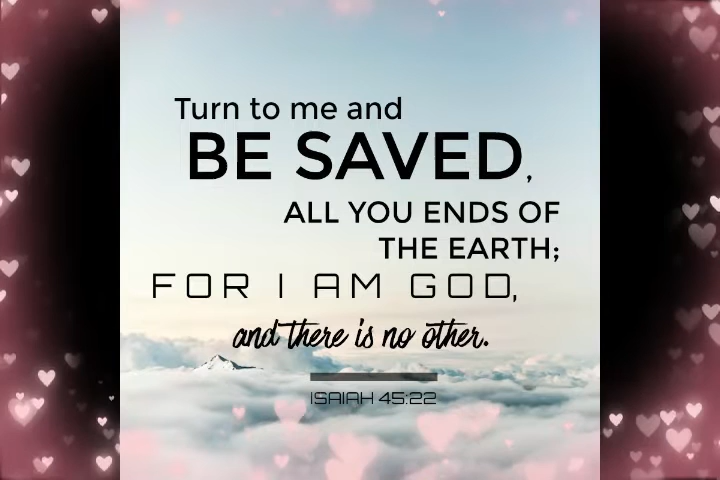 Turn to me and
BE SAVED,
ALL YOU ENDS OF
THE EARTH;
FOR I AM GOD,
and there is no other.
ISAIAH 45:22